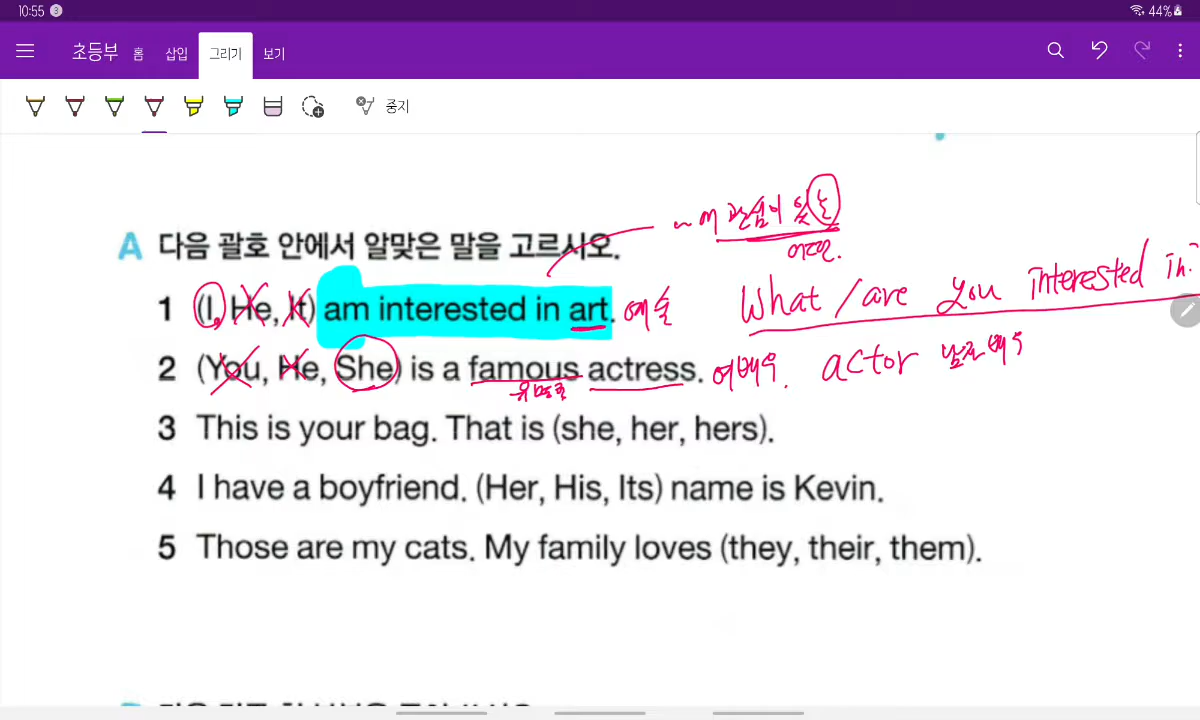 10:55 44%
초등부 홈 삽입 그리기 보기
중지
~에 관심이 있는
A 다음 괄호 안에서 알맞은 말을 고르시오.
1 (I, He, It) am interested in art. 예술
What / are you interested in?
2 (You, He, She) is a famous actress. 여배우. actor 남자배우
유명한
3 This is your bag. That is (she, her, hers).
4 I have a boyfriend. (Her, His, Its) name is Kevin.
5 Those are my cats. My family loves (they, their, them).